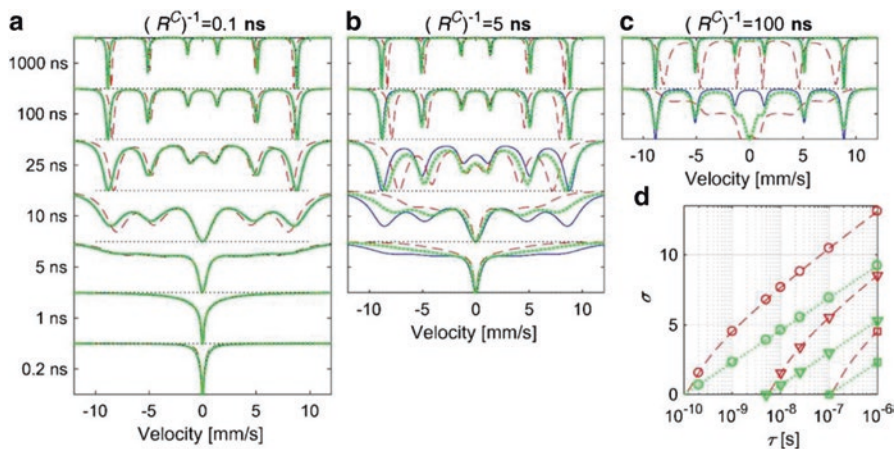 a
( R^C)^-1=0.1 ns
1000 ns
100 ns
25 ns
10 ns
5 ns
1 ns
0.2 ns
-10 -5 0 5 10
Velocity [mm/s]
b
( R^C)^-1=5 ns
-10 -5 0 5 10
Velocity [mm/s]
c
( R^C)^-1=100 ns
-10 -5 0 5 10
Velocity [mm/s]
d
σ
10
5
0
10^-10 10^-9 10^-8 10^-7 10^-6
τ [s]